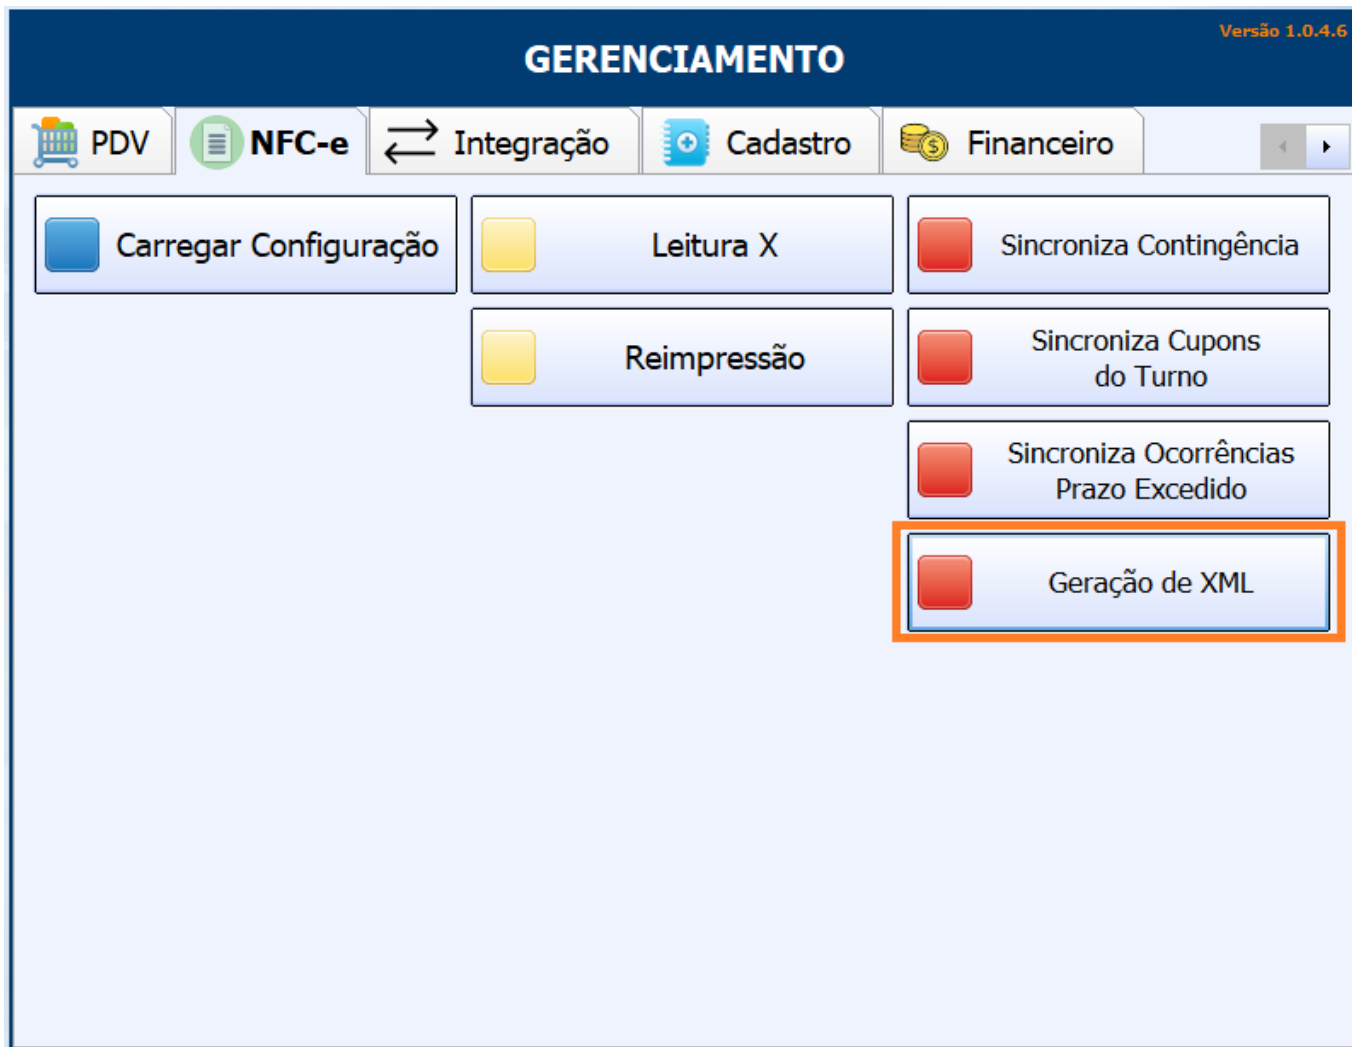 Versão 1.0.4.6
GERENCIAMENTO
PDV NFC-e Integração Cadastro Financeiro
Carregar Configuração Leitura X Sincroniza Contingência
Reimpressão
Sincroniza Cupons
do Turno
Sincroniza Ocorrências
Prazo Excedido
Geração de XML